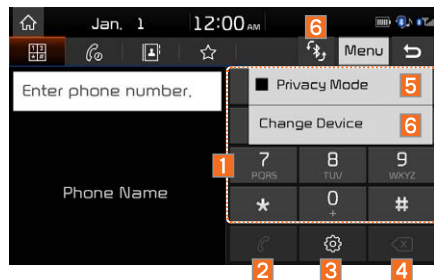 Jan. 1 12:00 AM
6
Menu
Enter phone number.
Privacy Mode 5
Change Device 6
1
7 8 9
PQRS TUV WXYZ
Phone Name
* 0 #
+
2 3 4